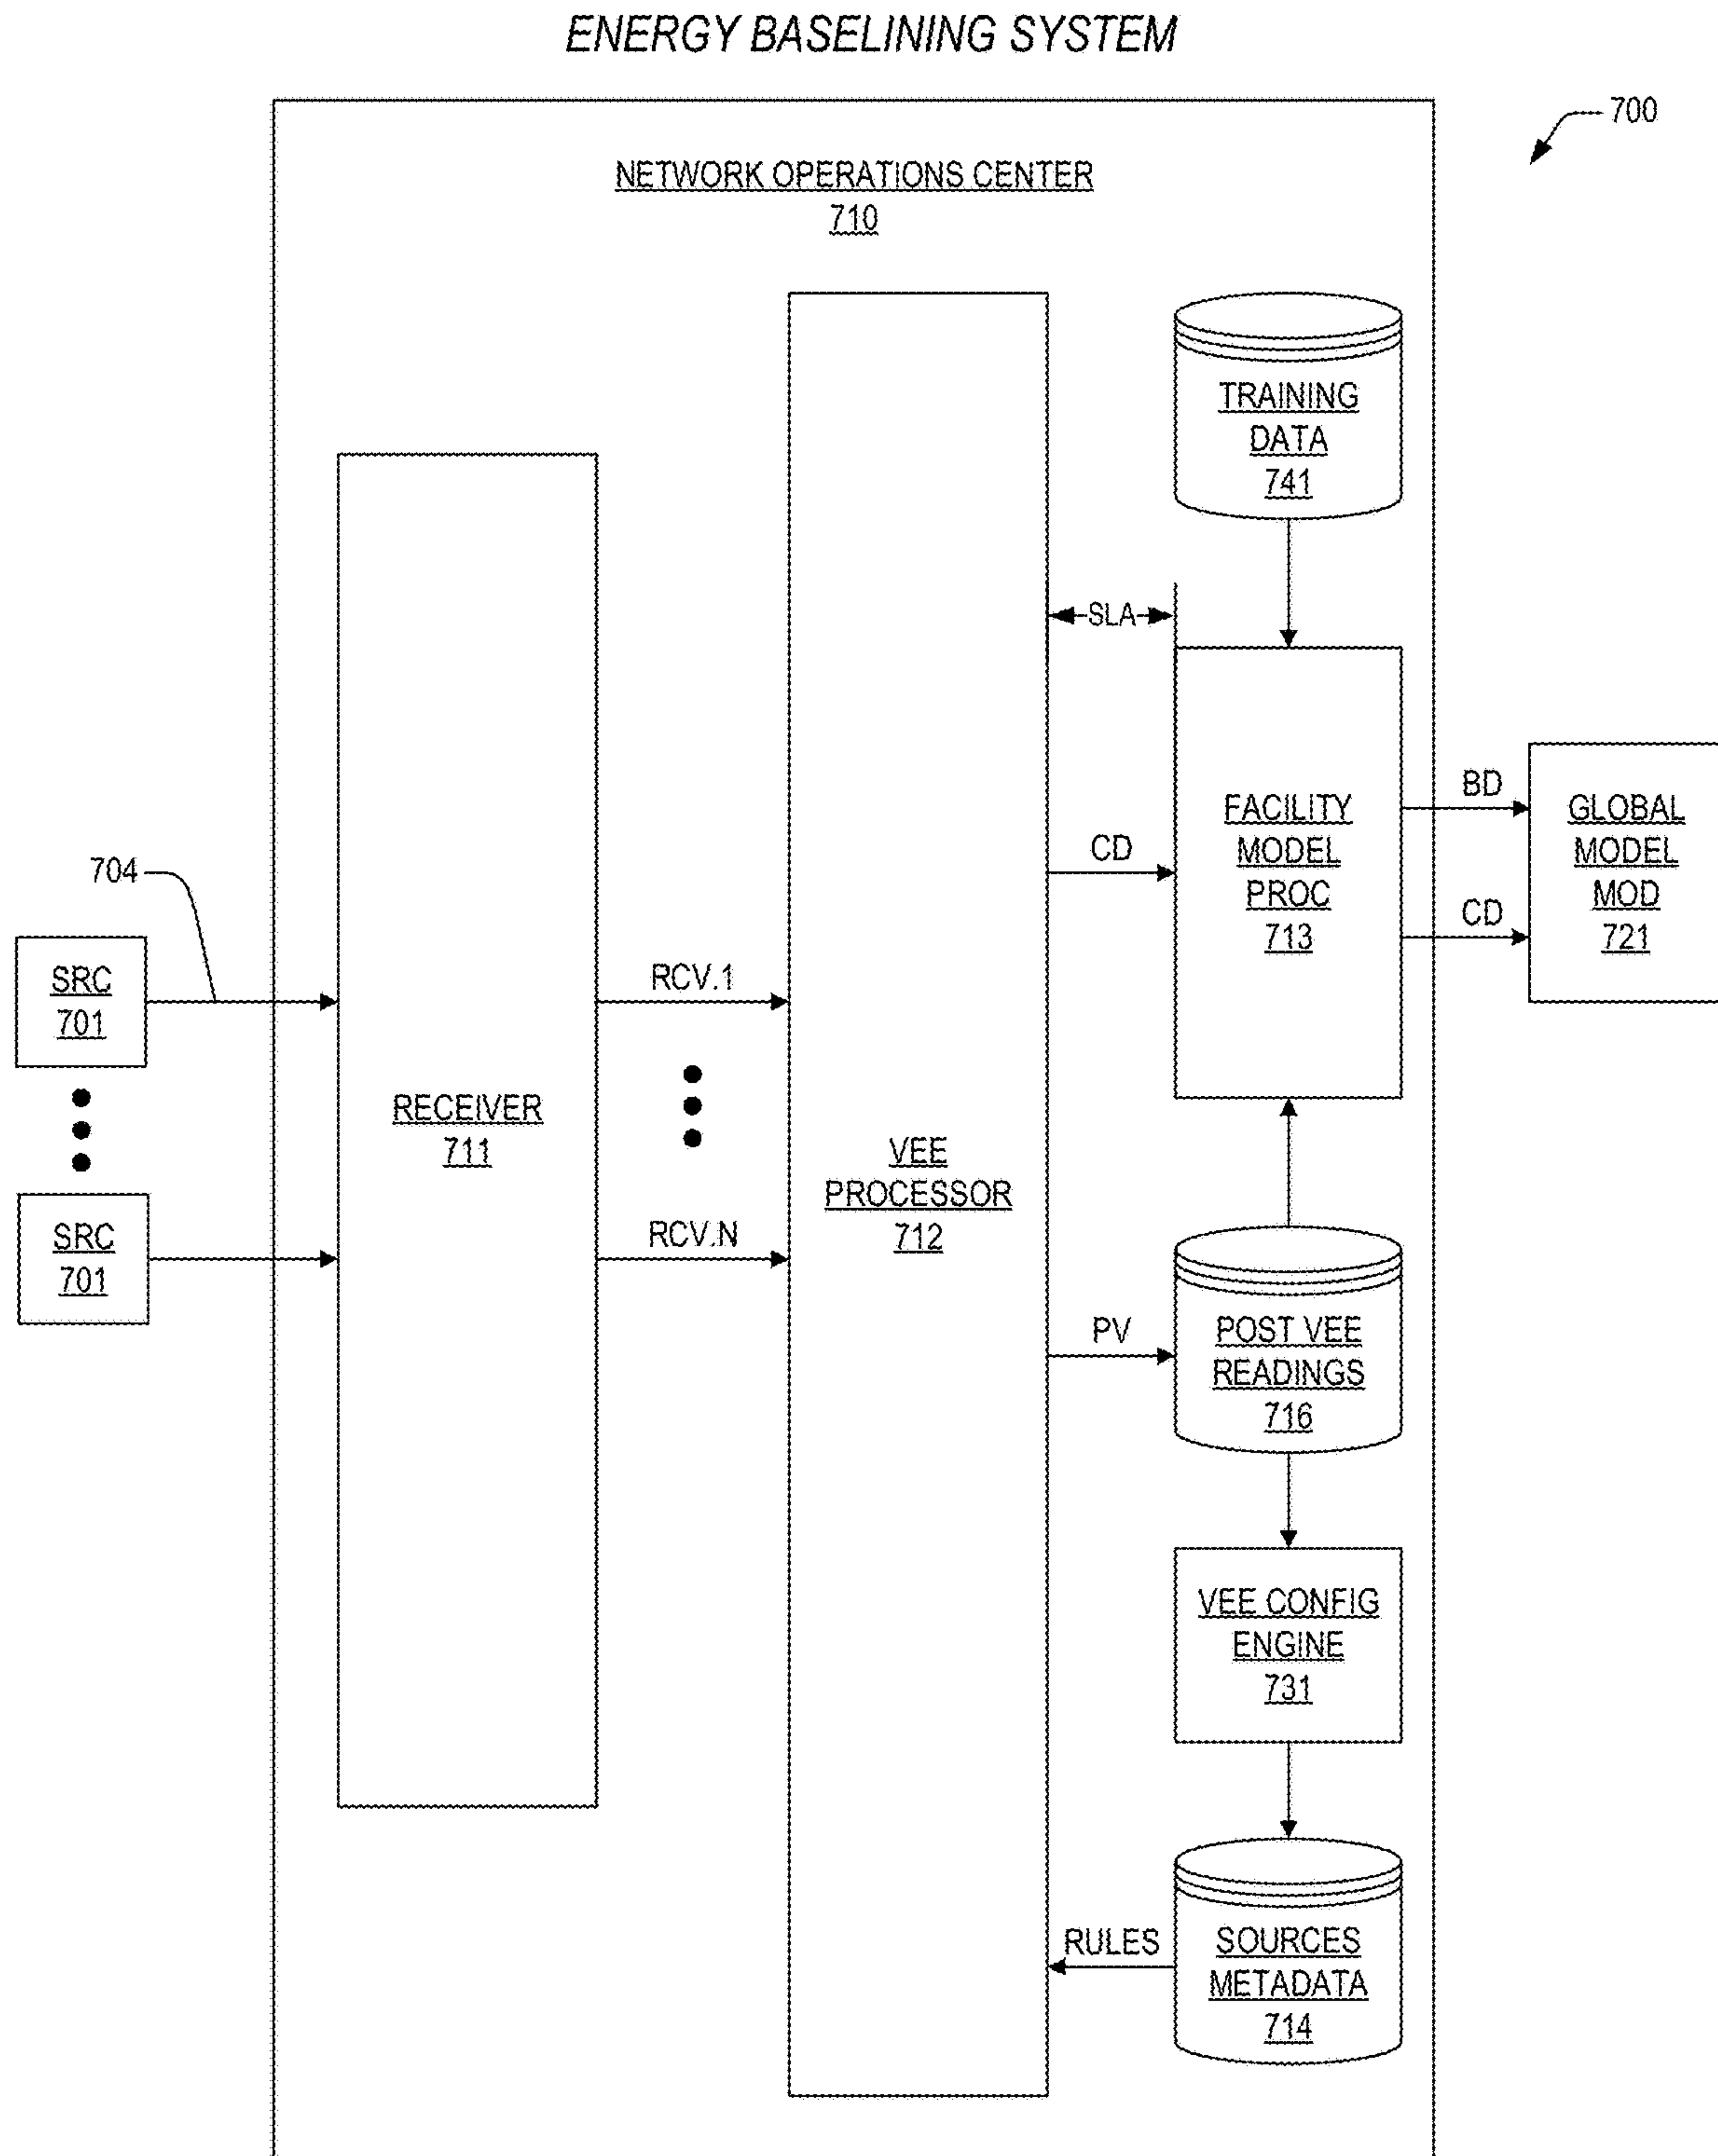 ENERGY BASELINING SYSTEM
700
NETWORK OPERATIONS CENTER
710
TRAINING
DATA
741
SLA
FACILITY
MODEL
PROC
713
BD
CD
GLOBAL
MODEL
MOD
721
CD
704
SRC
701
SRC
701
RECEIVER
711
RCV.1
RCV.N
VEE
PROCESSOR
712
PV
POST VEE
READINGS
716
VEE CONFIG
ENGINE
731
RULES
SOURCES
METADATA
714